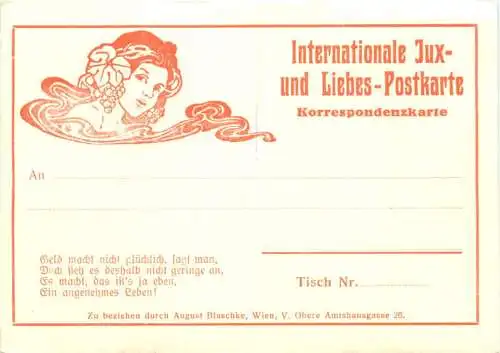 Internationale Jux-
und Liebes-Postkarte
Korrespondenzkarte
An
Geld macht nicht glücklich, sagt man,
Doch sieh es deshalb nicht geringe an,
Es macht, das ist's ja eben,
Ein angenehmes Leben!
Tisch Nr.
Zu beziehen durch August Blaschke, Wien, V. Obere Amtshausgasse 26.